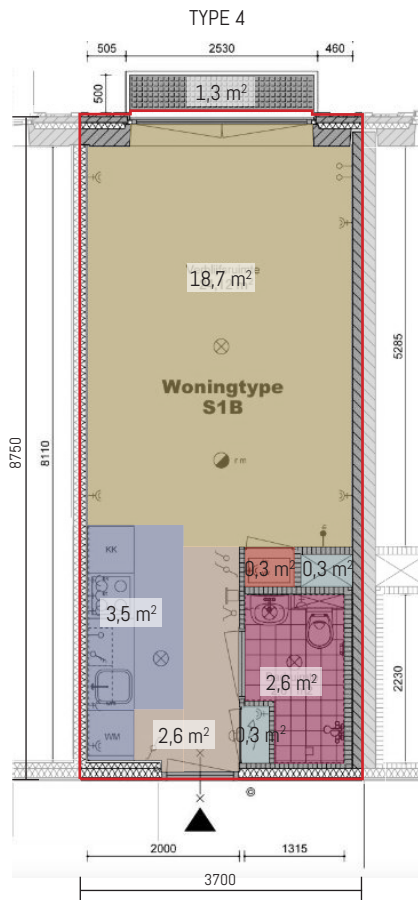 TYPE 4
505 2530 460
500
1,3 m²
18,7 m²
Woningtype
S1B
5285
8750
8110
KK
0,3 m² 0,3 m²
3,5 m²
2,6 m²
2230
2,6 m² 0,3 m²
WM
©
2000 1315
3700